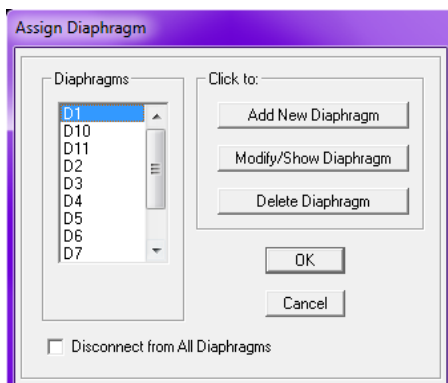 Assign Diaphragm
Diaphragms
D1
D10
D11
D2
D3
D4
D5
D6
D7
Click to:
Add New Diaphragm
Modify/Show Diaphragm
Delete Diaphragm
OK
Cancel
Disconnect from All Diaphragms